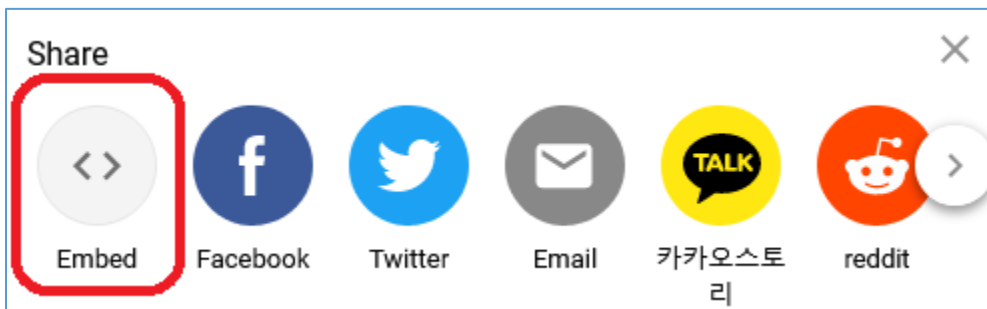 Share
TALK
Embed
Facebook
Twitter
Email
카카오스토
리
reddit